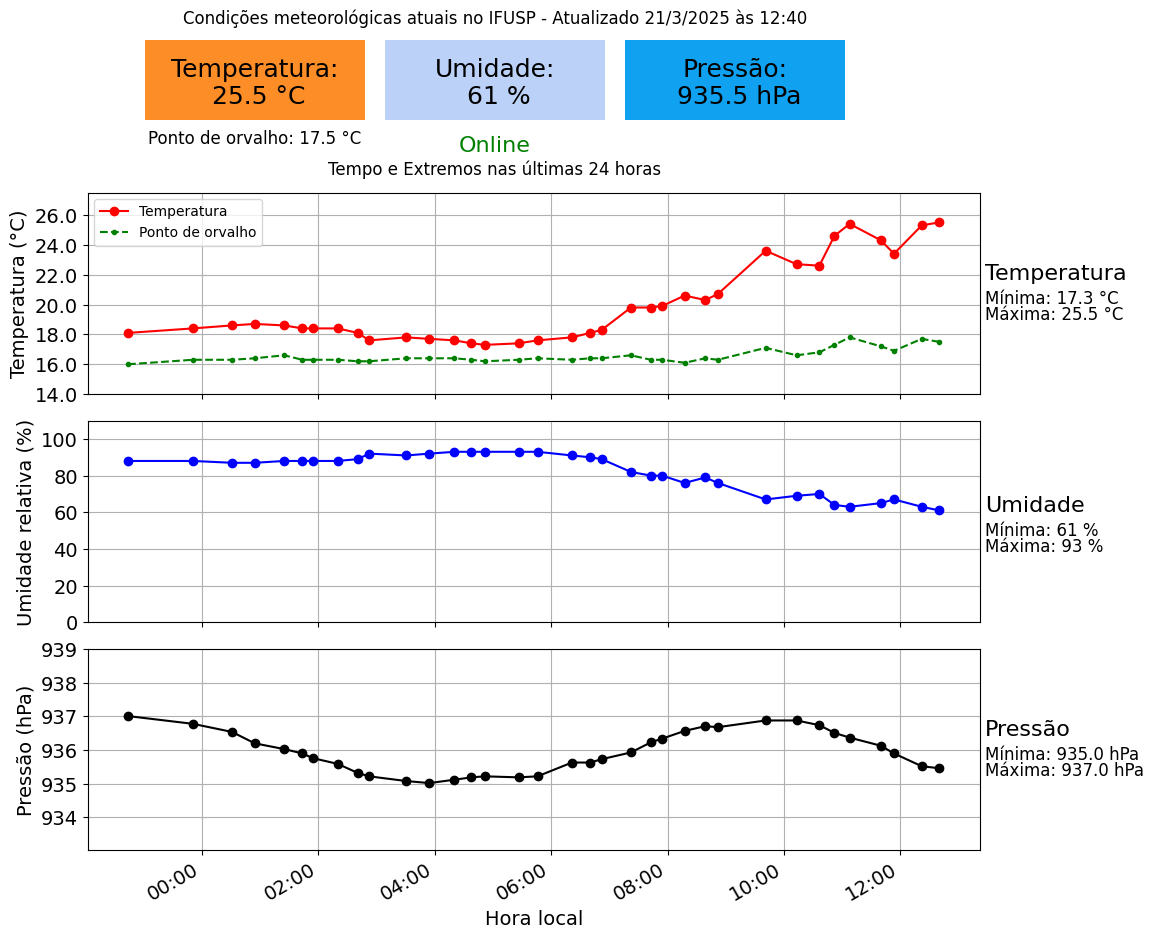 Condições meteorológicas atuais no IFUSP - Atualizado 21/3/2025 às 12:40
Temperatura:
25.5 °C
Umidade:
61 %
Pressão:
935.5 hPa
Ponto de orvalho: 17.5 °C
Online
Tempo e Extremos nas últimas 24 horas
Temperatura (°C)
26.0
24.0
22.0
20.0
18.0
16.0
14.0
Temperatura
Ponto de orvalho
Temperatura
Mínima: 17.3 °C
Máxima: 25.5 °C
Umidade relativa (%)
100
80
60
40
20
0
Umidade
Mínima: 61 %
Máxima: 93 %
Pressão (hPa)
939
938
937
936
935
934
Pressão
Mínima: 935.0 hPa
Máxima: 937.0 hPa
00:00
02:00
04:00
06:00
08:00
10:00
12:00
Hora local